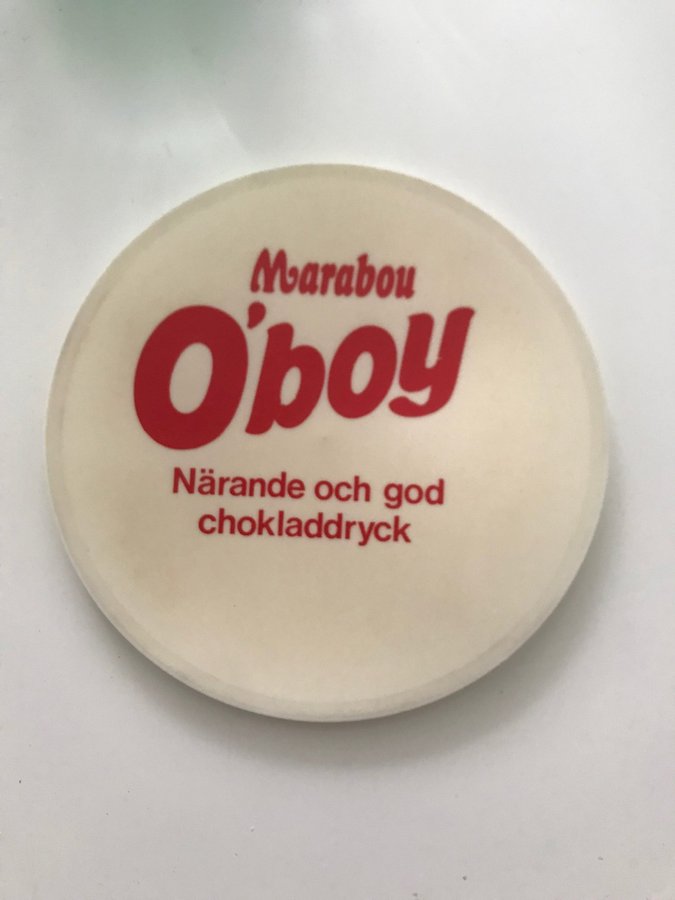 Marabou
O'boy
Närande och god
chokladdryck